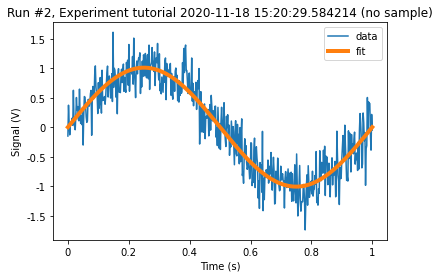 Run #2, Experiment tutorial 2020-11-18 15:20:29.584214 (no sample)
data
fit
1.5
1
0.5
0
-0.5
-1
-1.5
Signal (V)
0
0.2
0.4
0.6
0.8
1
Time (s)